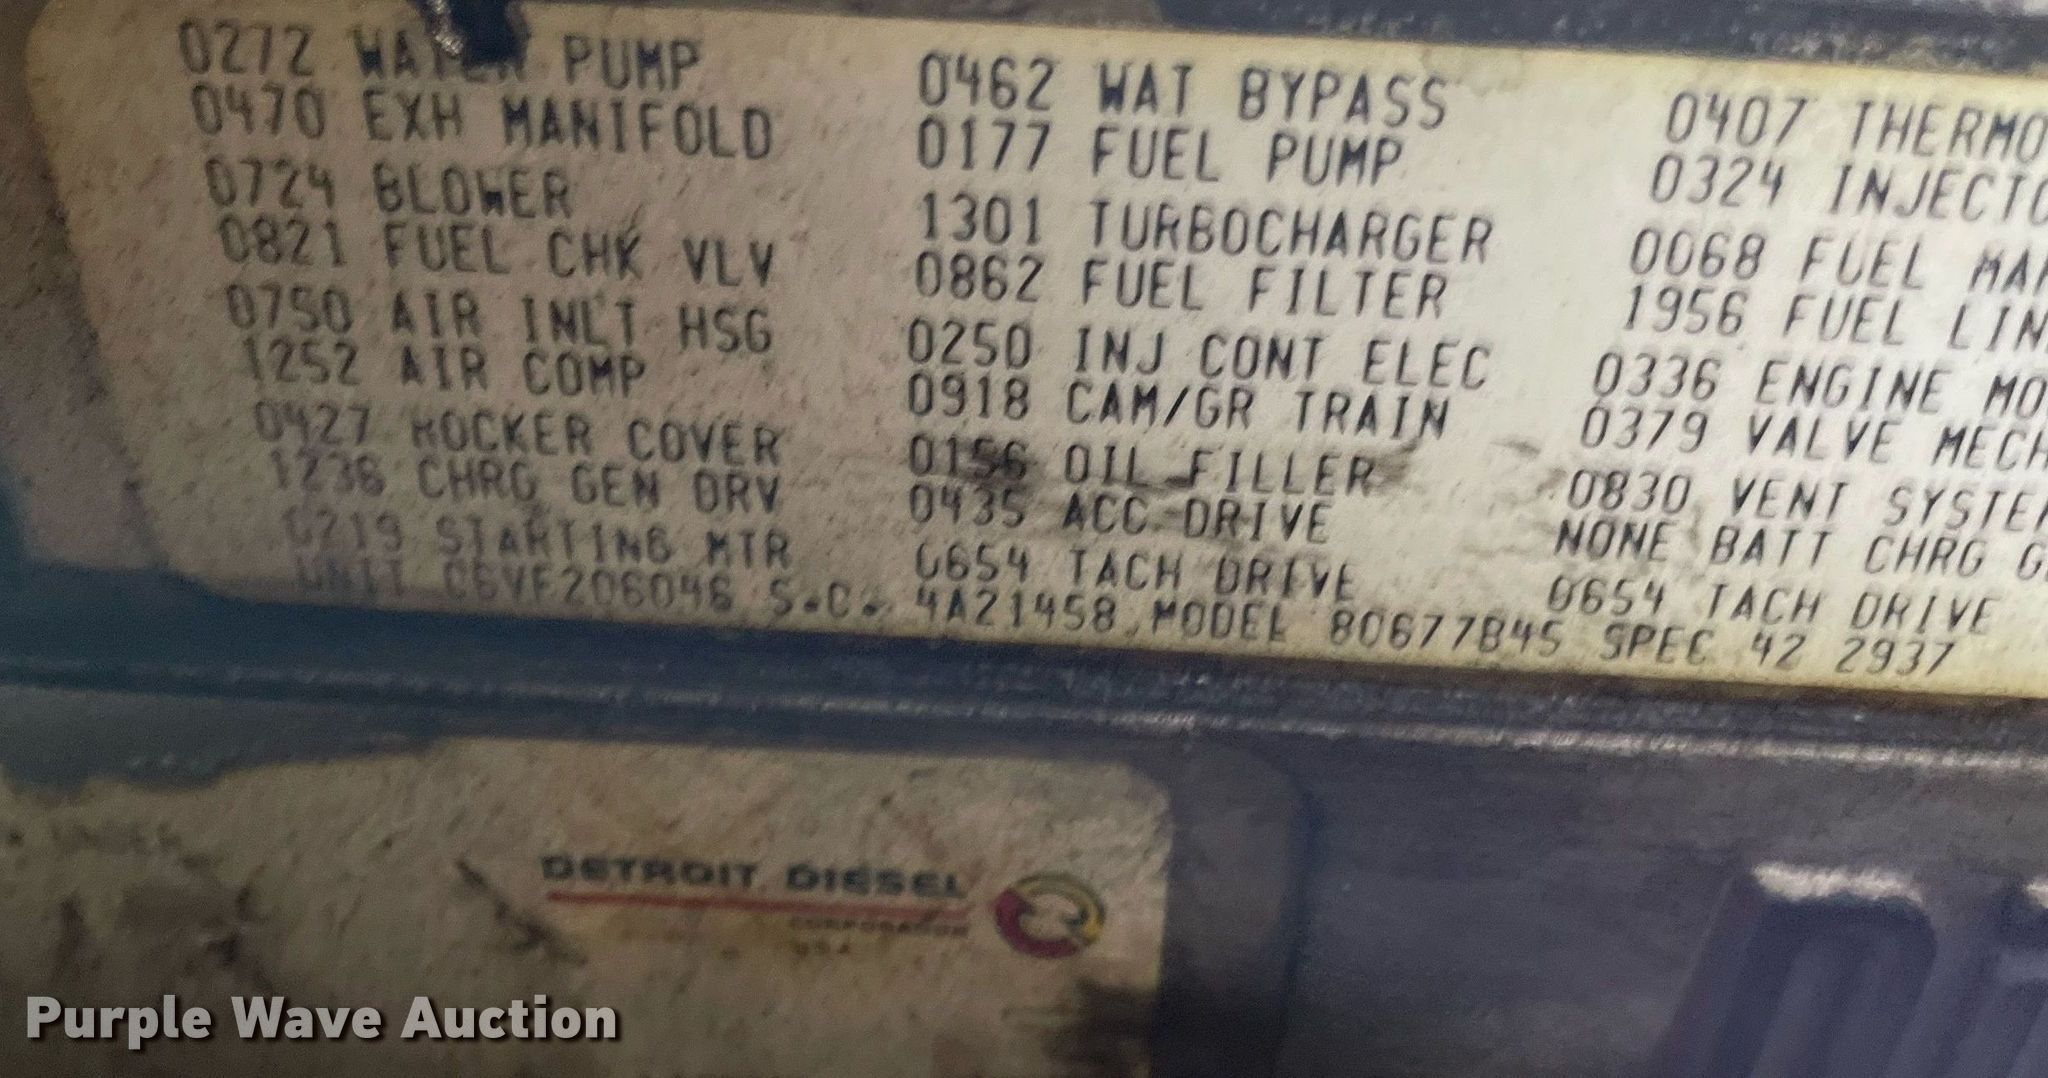 0272 WATER PUMP 0462 WAT BYPASS 0407 THERMO
0470 EXH MANIFOLD 0177 FUEL PUMP 0324 INJECTO
0724 BLOWER 1301 TURBOCHARGER 0068 FUEL MA
0821 FUEL CHK VLV 0862 FUEL FILTER 1956 FUEL LIN
0750 AIR INLT HSG 0250 INJ CONT ELEC 0336 ENGINE MO
1252 AIR COMP 0918 CAM/GR TRAIN 0379 VALVE MECH
0427 ROCKER COVER 0156 OIL FILLER 0830 VENT SYSTE
1236 CHRG GEN DRV 0435 ACC DRIVE NONE BATT CHRG G
0219 STARTING MTR 0654 TACH DRIVE 0654 TACH DRIVE
UNIT C6VF206046 S.C. 4A21458 MODEL 80677B45 SPEC 42 2937
DETROIT DIESEL
CORPORATION
USA
Purple Wave Auction